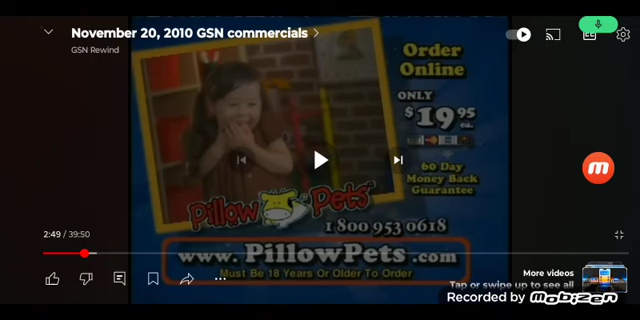 November 20, 2010 GSN commercials
GSN Rewind
Order
Online
ONLY
$19.95
ea.
60 Day
Money Back
Guarantee
Pillow Pets
1 800 953 0618
www.PillowPets.com
Must Be 18 Years Or Older To Order
2:49 / 39:50
More videos
Tap or swipe up to see all
Recorded by mobizen